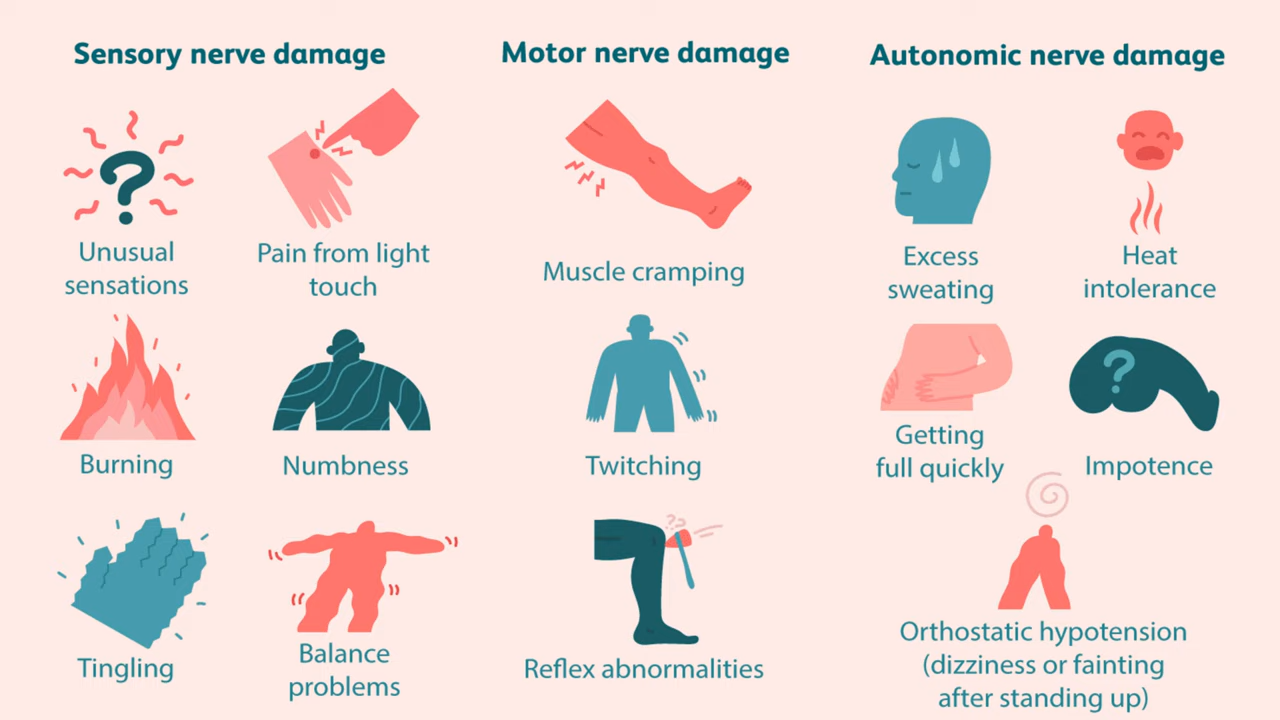 Sensory nerve damage
Unusual
sensations
Pain from light
touch
Burning
Numbness
Tingling
Balance
problems
Motor nerve damage
Muscle cramping
Twitching
??
Reflex abnormalities
Autonomic nerve damage
Excess
sweating
Heat
intolerance
Getting
full quickly
Impotence
Orthostatic hypotension
(dizziness or fainting
after standing up)